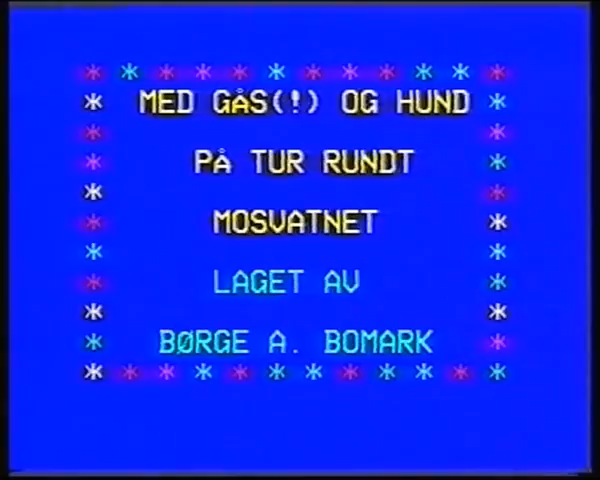 MED GÅS(!) OG HUND
PÅ TUR RUNDT
MOSVATNET
LAGET AV
BØRGE A. BOMARK